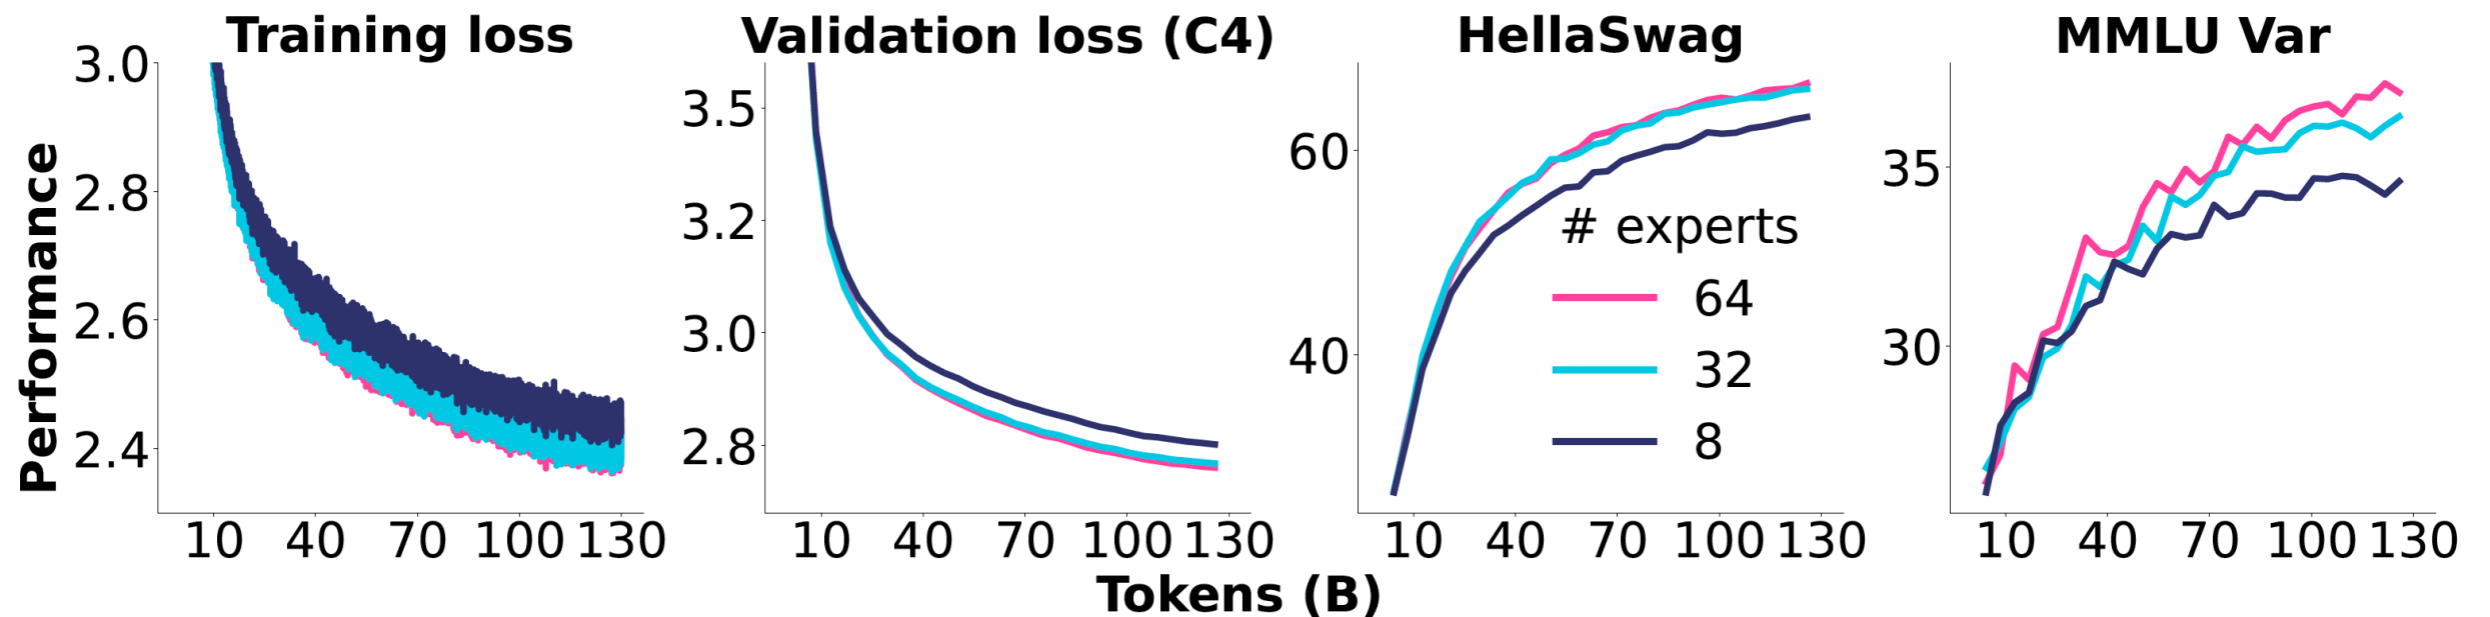 Training loss
Validation loss (C4)
HellaSwag
MMLU Var
Performance
3.0
2.8
2.6
2.4
10 40 70 100 130
3.5
3.2
3.0
2.8
10 40 70 100 130
60
40
# experts
64
32
8
10 40 70 100 130
35
30
10 40 70 100 130
Tokens (B)